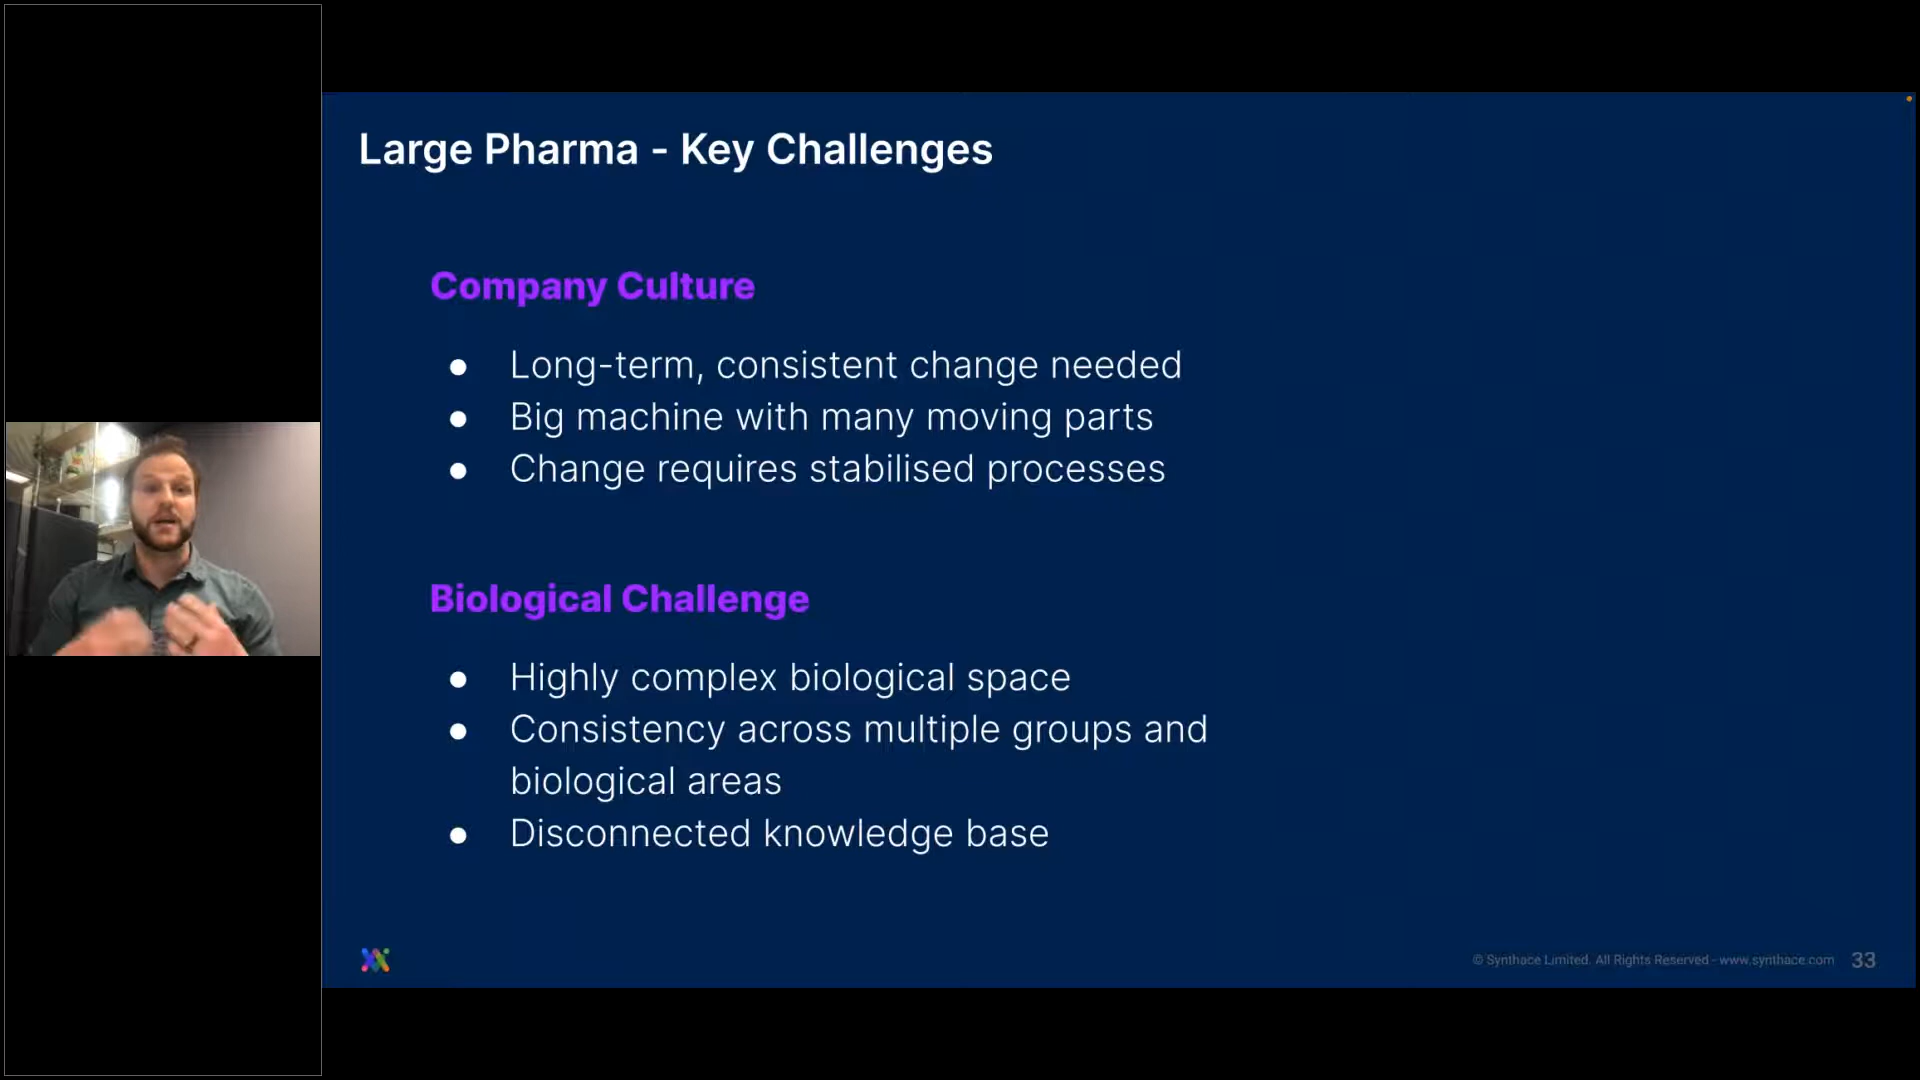 Large Pharma - Key Challenges
Company Culture
● Long-term, consistent change needed
● Big machine with many moving parts
● Change requires stabilised processes
Biological Challenge
● Highly complex biological space
● Consistency across multiple groups and
biological areas
● Disconnected knowledge base
© Synthace Limited. All Rights Reserved - www.synthace.com 33